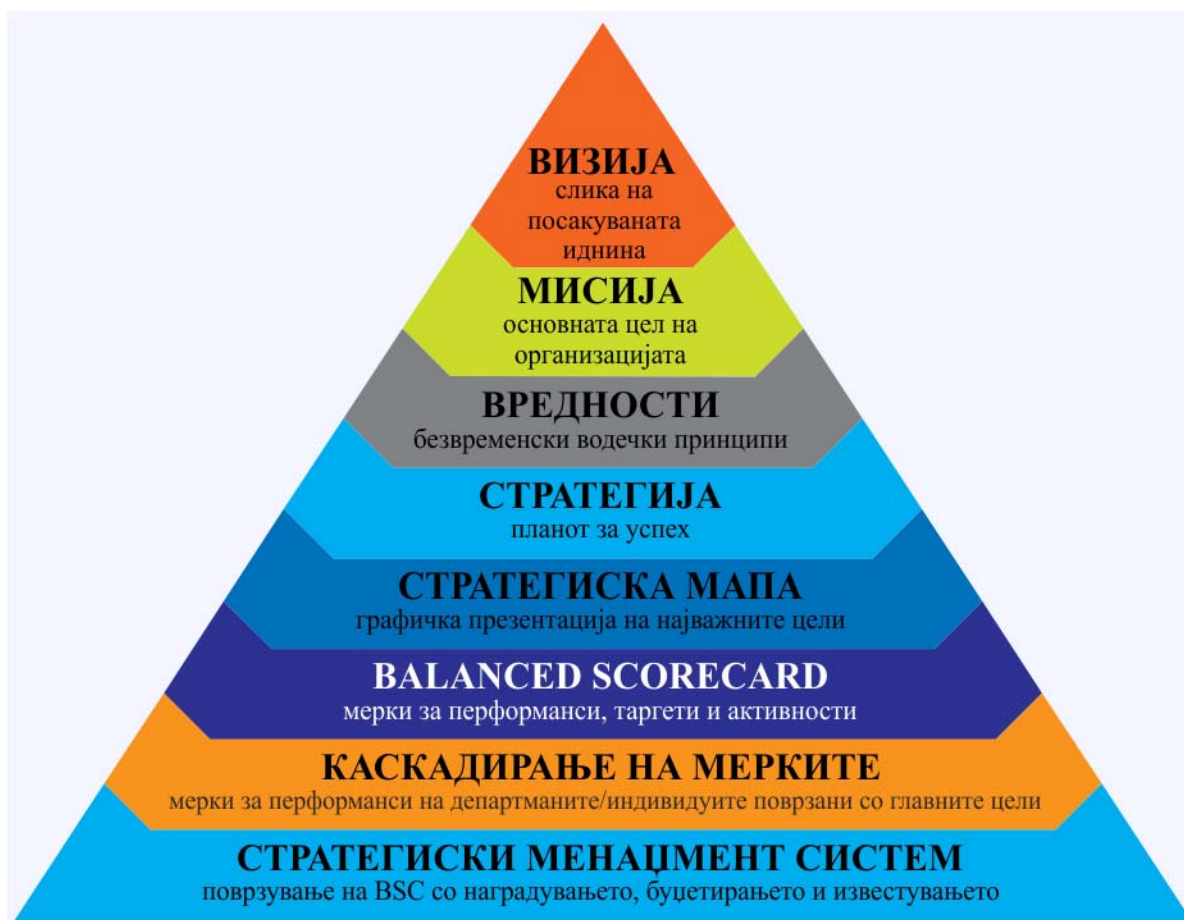 ВИЗИЈА
слика на
посакуваната
иднина
МИСИЈА
основната цел на
организацијата
ВРЕДНОСТИ
безвременски водечки принципи
СТРАТЕГИЈА
планот за успех
СТРАТЕГИСКА МАПА
графичка презентација на најважните цели
BALANCED SCORECARD
мерки за перформанси, таргети и активности
КАСКАДИРАЊЕ НА МЕРКИТЕ
мерки за перформанси на департманите/индивидуите поврзани со главните цели
СТРАТЕГИСКИ МЕНАЏМЕНТ СИСТЕМ
поврзување на BSC со наградувањето, буџетирањето и известувањето